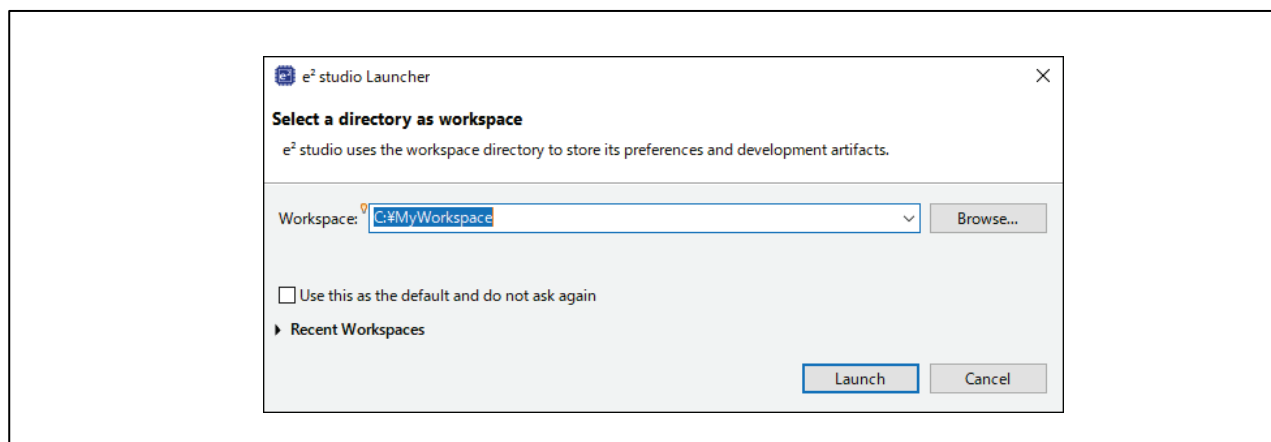 e² studio Launcher
Select a directory as workspace
e² studio uses the workspace directory to store its preferences and development artifacts.
Workspace: C:¥MyWorkspace Browse...
Use this as the default and do not ask again
Recent Workspaces
Launch Cancel